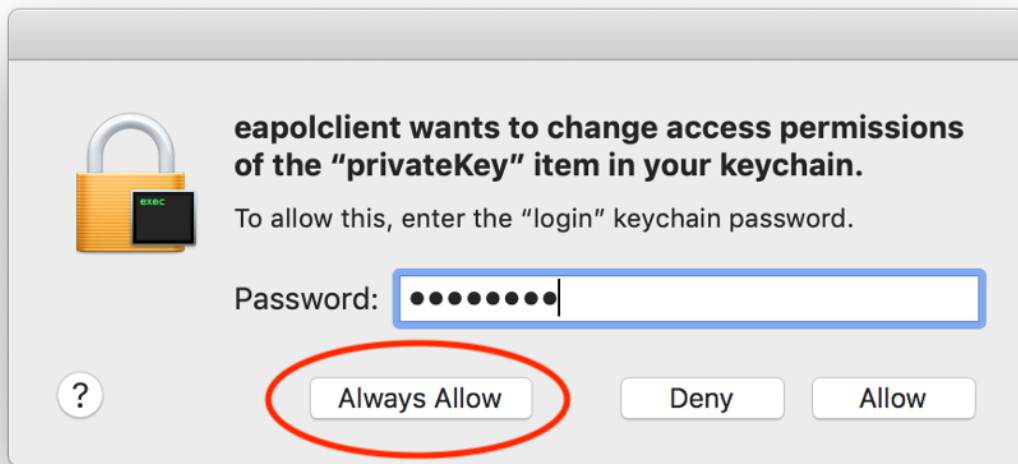 eapolclient wants to change access permissions
of the “privateKey” item in your keychain.
exec
To allow this, enter the “login” keychain password.
Password: ●●●●●●●●
? Always Allow Deny Allow